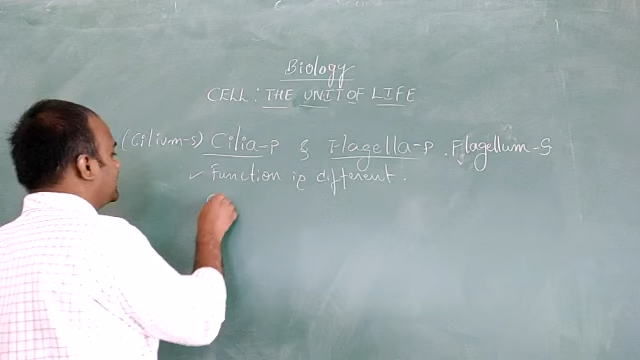 Biology
CELL: THE UNIT OF LIFE
(Cilium-s) Cilia-P & Flagella-P. Flagellum-S
✓ Function is different.